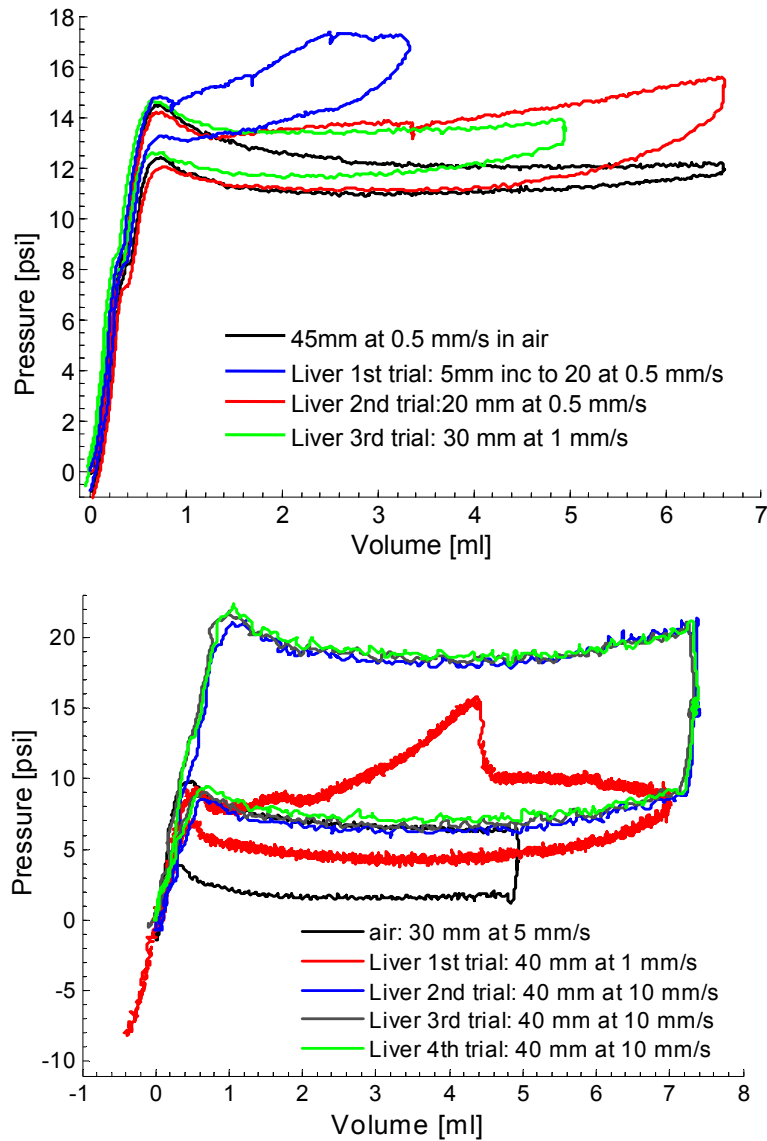 18
16
14
12
10
8
6
4
2
0
Pressure [psi]
45mm at 0.5 mm/s in air
Liver 1st trial: 5mm inc to 20 at 0.5 mm/s
Liver 2nd trial:20 mm at 0.5 mm/s
Liver 3rd trial: 30 mm at 1 mm/s
0 1 2 3 4 5 6 7
Volume [ml]
20
15
10
5
0
-5
-10
Pressure [psi]
air: 30 mm at 5 mm/s
Liver 1st trial: 40 mm at 1 mm/s
Liver 2nd trial: 40 mm at 10 mm/s
Liver 3rd trial: 40 mm at 10 mm/s
Liver 4th trial: 40 mm at 10 mm/s
-1 0 1 2 3 4 5 6 7 8
Volume [ml]